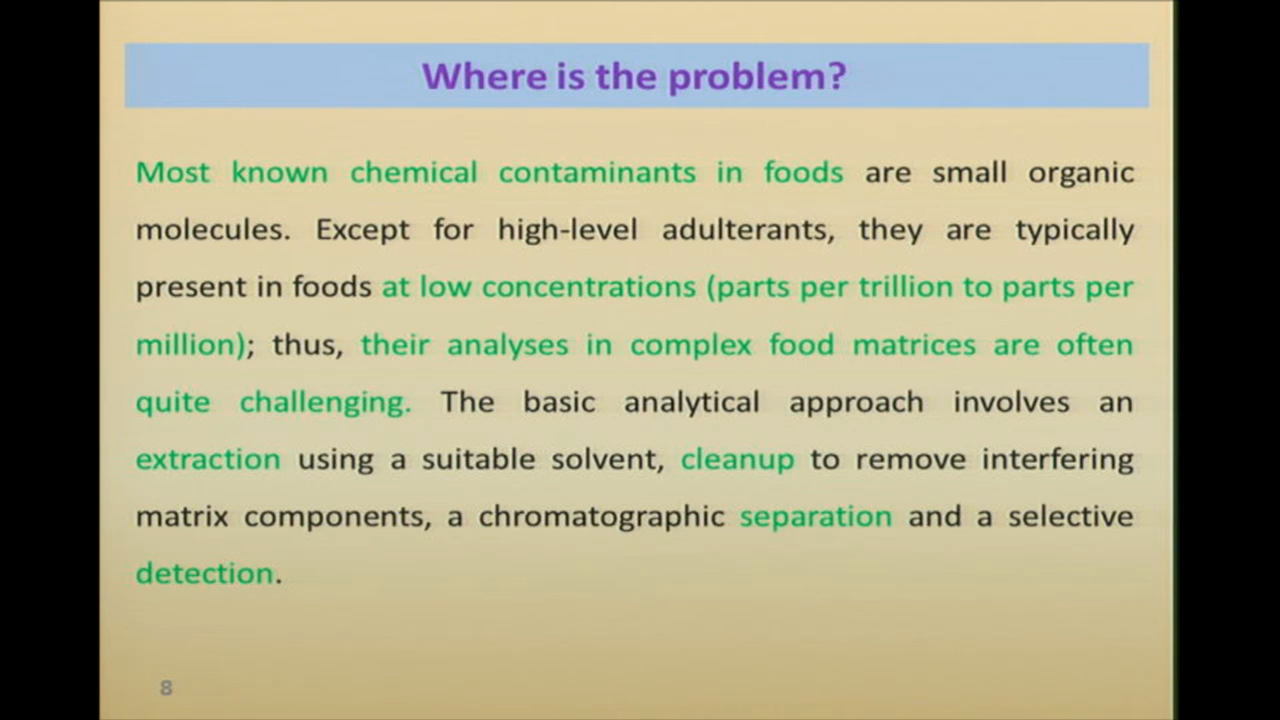 Where is the problem?
Most known chemical contaminants in foods are small organic
molecules. Except for high-level adulterants, they are typically
present in foods at low concentrations (parts per trillion to parts per
million); thus, their analyses in complex food matrices are often
quite challenging. The basic analytical approach involves an
extraction using a suitable solvent, cleanup to remove interfering
matrix components, a chromatographic separation and a selective
detection.
8